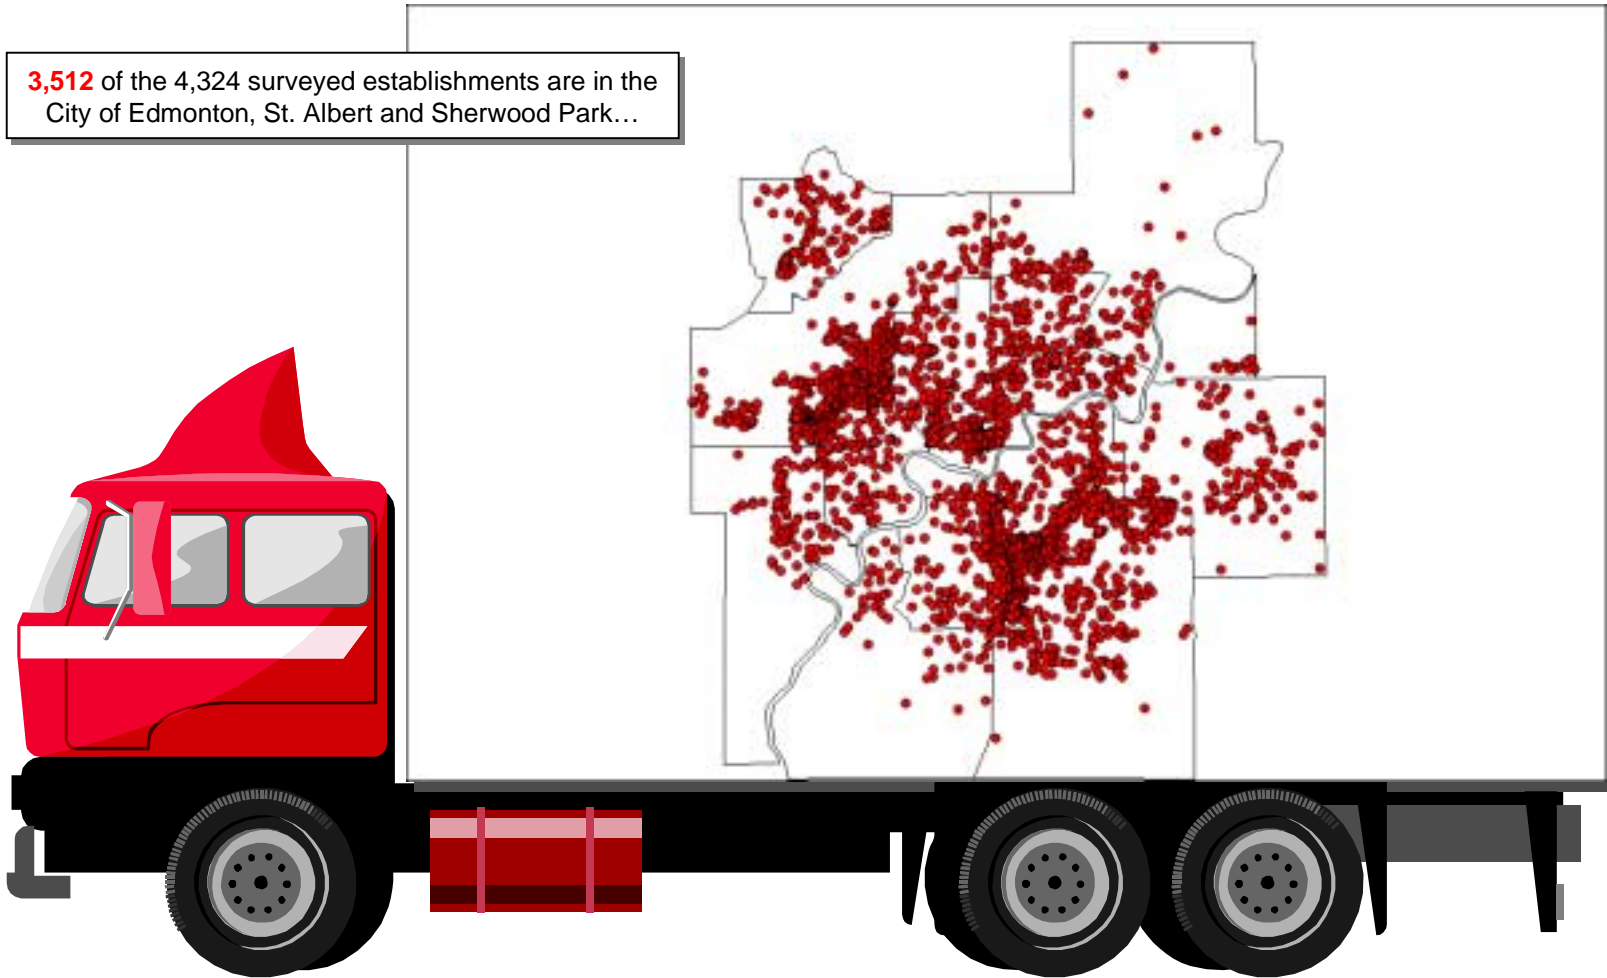 3,512 of the 4,324 surveyed establishments are in the
City of Edmonton, St. Albert and Sherwood Park…